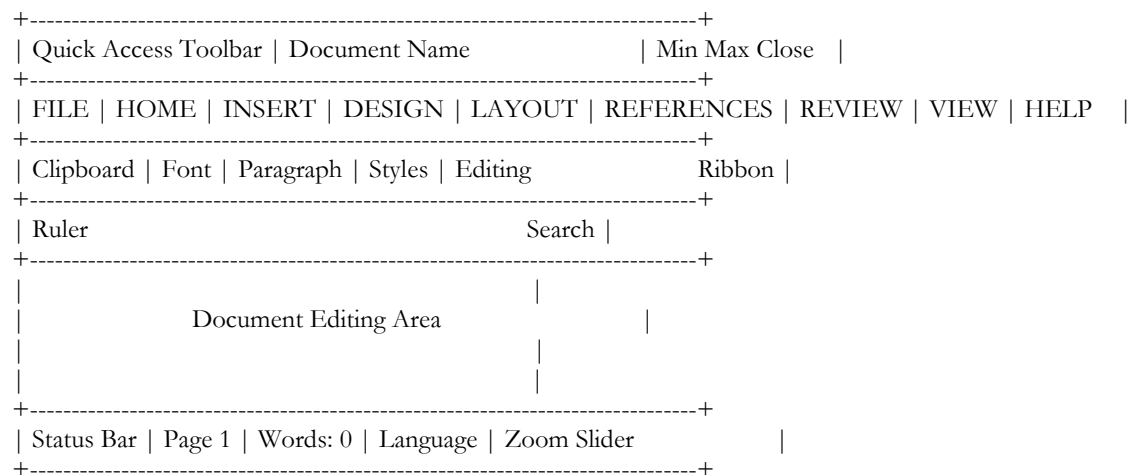 +--------------------------------------------------------------------------------+
| Quick Access Toolbar | Document Name | Min Max Close |
+--------------------------------------------------------------------------------+
| FILE | HOME | INSERT | DESIGN | LAYOUT | REFERENCES | REVIEW | VIEW | HELP |
+--------------------------------------------------------------------------------+
| Clipboard | Font | Paragraph | Styles | Editing Ribbon |
+--------------------------------------------------------------------------------+
| Ruler Search |
+--------------------------------------------------------------------------------+
| |
| Document Editing Area |
| |
| |
+--------------------------------------------------------------------------------+
| Status Bar | Page 1 | Words: 0 | Language | Zoom Slider |
+--------------------------------------------------------------------------------+